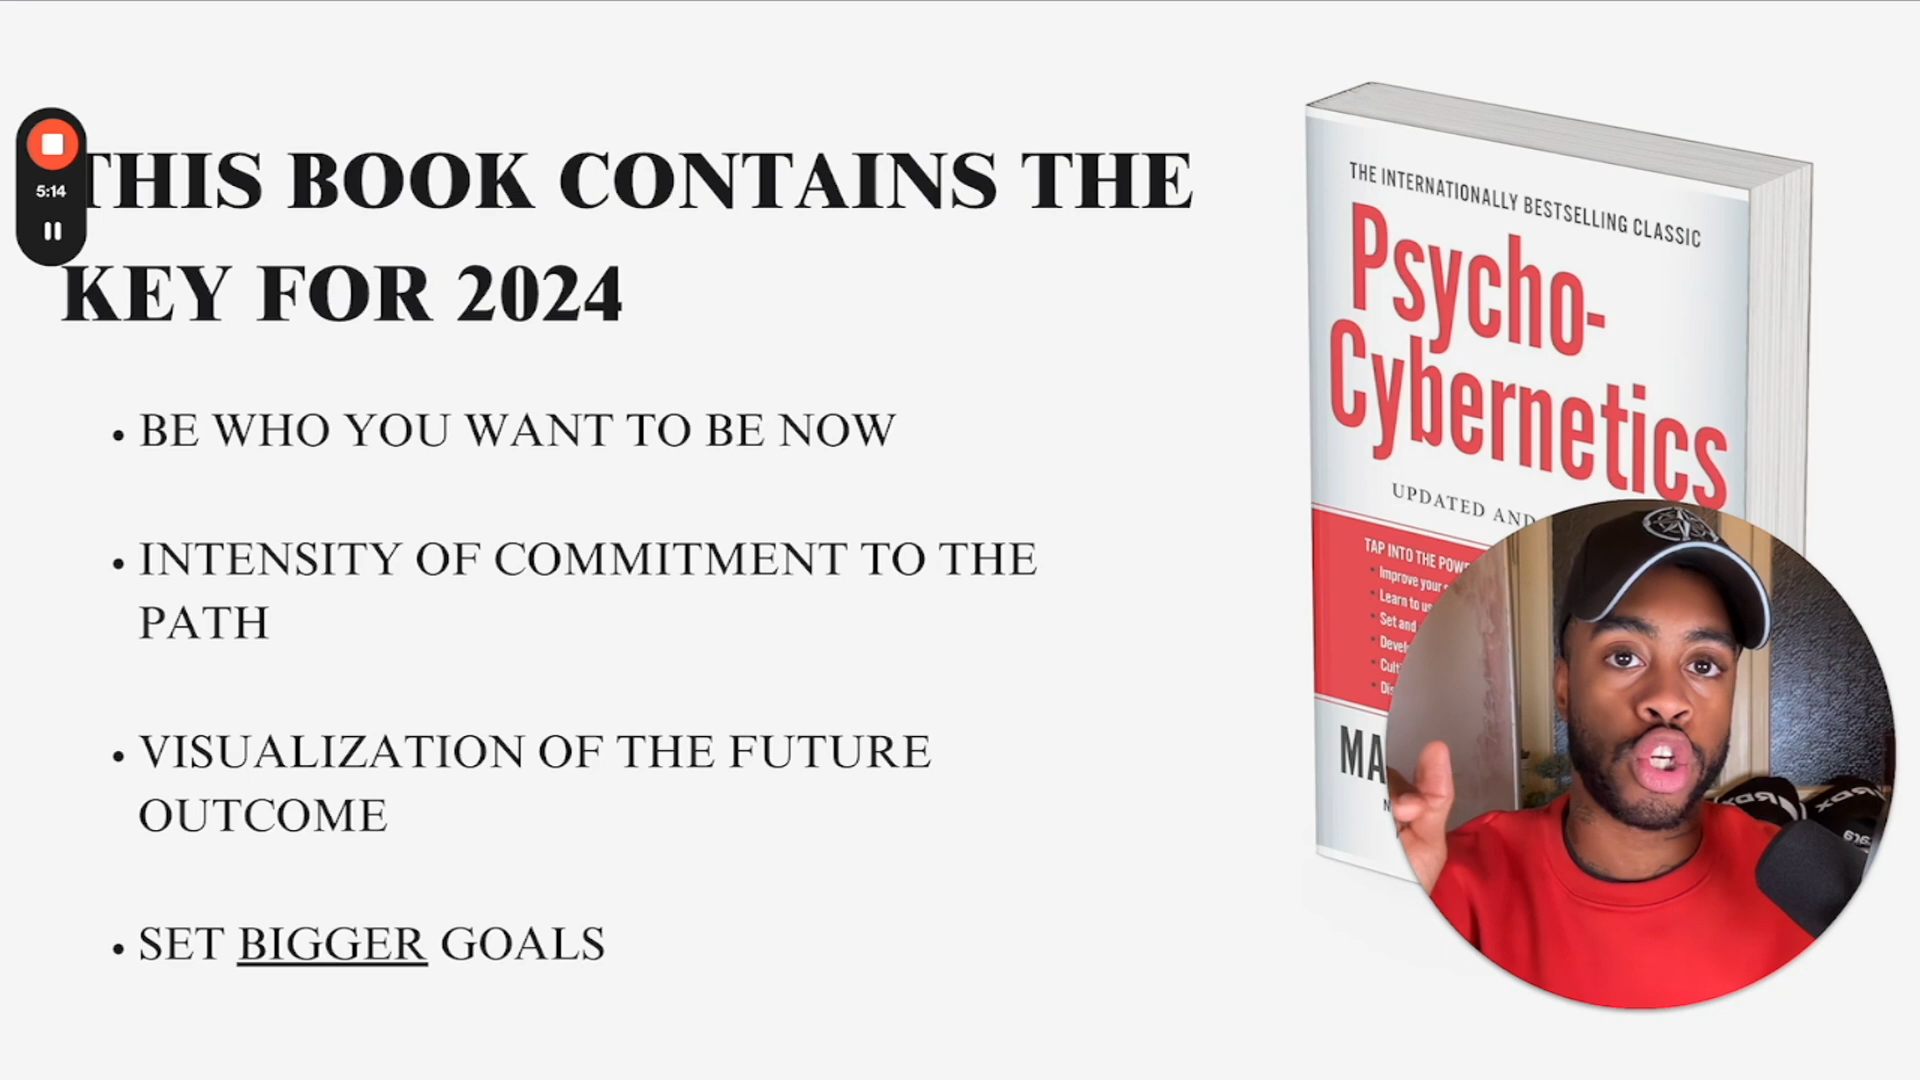 5:14
THIS BOOK CONTAINS THE
KEY FOR 2024
• BE WHO YOU WANT TO BE NOW
• INTENSITY OF COMMITMENT TO THE
PATH
• VISUALIZATION OF THE FUTURE
OUTCOME
• SET BIGGER GOALS
THE INTERNATIONALLY BESTSELLING CLASSIC
Psycho-
Cybernetics
UPDATED AND
TAP INTO THE
• Improve your
• Learn to
• Set and
RDX
RDX